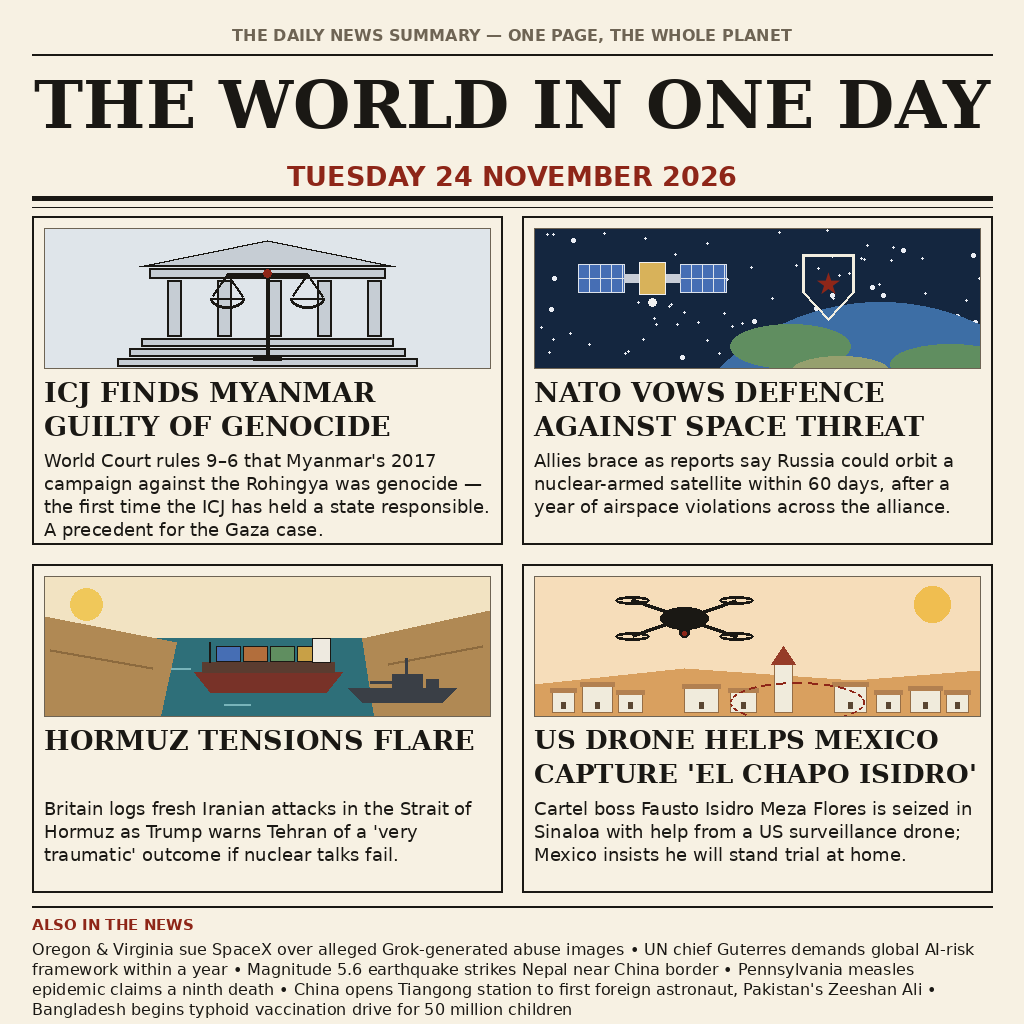 THE DAILY NEWS SUMMARY — ONE PAGE, THE WHOLE PLANET
THE WORLD IN ONE DAY
TUESDAY 24 NOVEMBER 2026
ICJ FINDS MYANMAR
GUILTY OF GENOCIDE
World Court rules 9–6 that Myanmar's 2017
campaign against the Rohingya was genocide —
the first time the ICJ has held a state responsible.
A precedent for the Gaza case.
NATO VOWS DEFENCE
AGAINST SPACE THREAT
Allies brace as reports say Russia could orbit a
nuclear-armed satellite within 60 days, after a
year of airspace violations across the alliance.
HORMUZ TENSIONS FLARE
Britain logs fresh Iranian attacks in the Strait of
Hormuz as Trump warns Tehran of a 'very
traumatic' outcome if nuclear talks fail.
US DRONE HELPS MEXICO
CAPTURE 'EL CHAPO ISIDRO'
Cartel boss Fausto Isidro Meza Flores is seized in
Sinaloa with help from a US surveillance drone;
Mexico insists he will stand trial at home.
ALSO IN THE NEWS
Oregon & Virginia sue SpaceX over alleged Grok-generated abuse images • UN chief Guterres demands global AI-risk
framework within a year • Magnitude 5.6 earthquake strikes Nepal near China border • Pennsylvania measles
epidemic claims a ninth death • China opens Tiangong station to first foreign astronaut, Pakistan's Zeeshan Ali •
Bangladesh begins typhoid vaccination drive for 50 million children